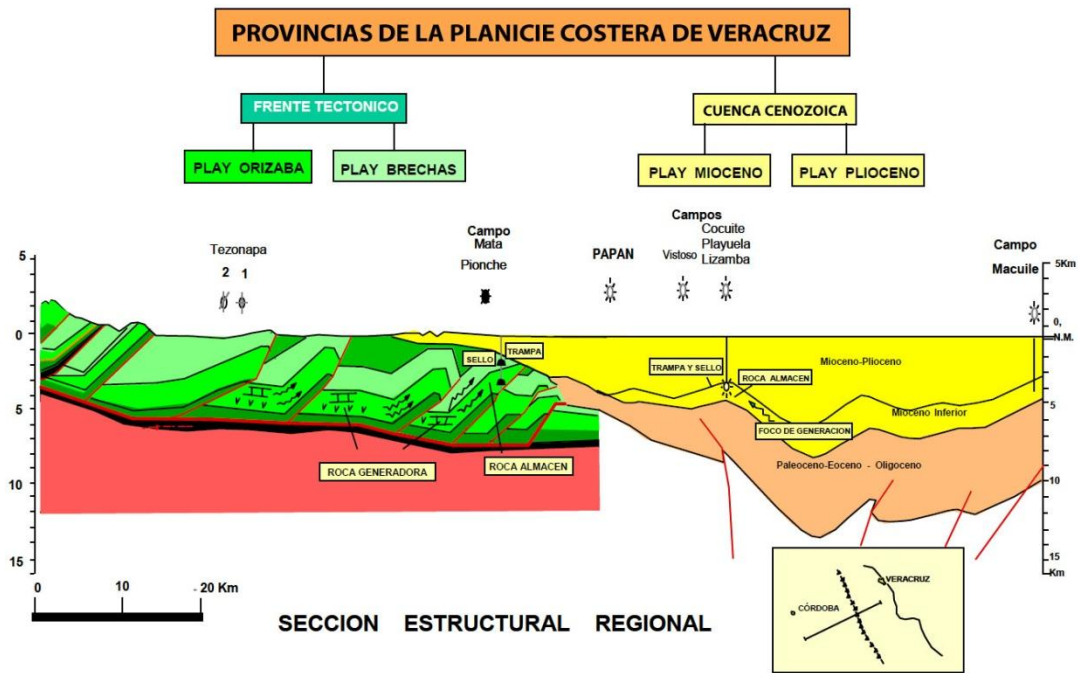 PROVINCIAS DE LA PLANICIE COSTERA DE VERACRUZ
FRENTE TECTONICO
CUENCA CENOZOICA
PLAY ORIZABA
PLAY BRECHAS
PLAY MIOCENO
PLAY PLIOCENO
Tezonapa
2 1
Campo
Mata
Pionche
PAPAN
Campos
Vistoso
Cocuite
Playuela
Lizamba
Campo
Macuile
5
0
5
10
15
5Km
0,
N.M.
5
10
15
Km
SELLO
TRAMPA
TRAMPA Y SELLO
ROCA ALMACEN
Mioceno-Plioceno
Mioceno Inferior
FOCO DE GENERACION
Paleoceno-Eoceno - Oligoceno
ROCA GENERADORA
ROCA ALMACEN
0 10 20 Km
SECCION ESTRUCTURAL REGIONAL
VERACRUZ
CÒRDOBA